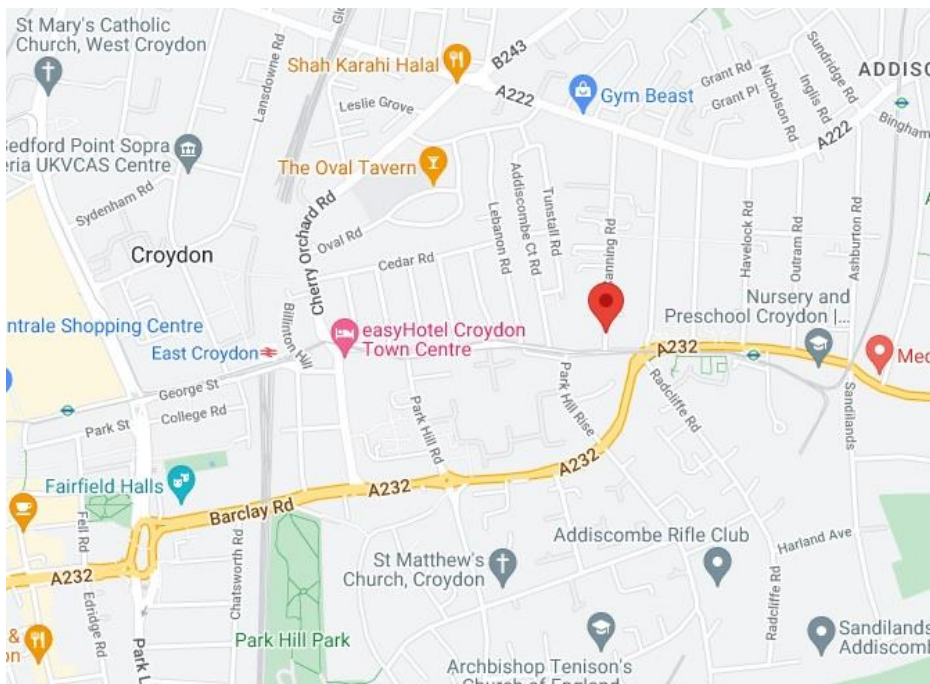 St Mary's Catholic
Church, West Croydon
Lansdowne Rd
Shah Karahi Halal
B243
A222
Gym Beast
Grant Rd
Grant Pl
Nicholson Rd
Inglis Rd
Sundridge Rd
ADDISC
Bingham
A222
Leslie Grove
Bedford Point Sopra
eria UKVCAS Centre
The Oval Tavern
Sydenham Rd
Cherry Orchard Rd
Oval Rd
Cedar Rd
Lebanon Rd
Addiscombe Ct Rd
Tunstall Rd
anning Rd
Havelock Rd
Outram Rd
Ashburton Rd
Croydon
ntrale Shopping Centre
East Croydon
Billinton Hill
easyHotel Croydon
Town Centre
Nursery and
Preschool Croydon |...
A232
Med
George St
College Rd
Park St
Park Hill Rd
Park Hill Rise
Radcliffe Rd
Sandilands
Fairfield Halls
A232
A232
Barclay Rd
Fell Rd
A232
Edridge Rd
Chatsworth Rd
St Matthew's
Church, Croydon
Addiscombe Rifle Club
Harland Ave
Radcliffe Rd
Park Hill Park
&
on
Park L
Archbishop Tenison's
Church of England
Sandilands
Addiscomb